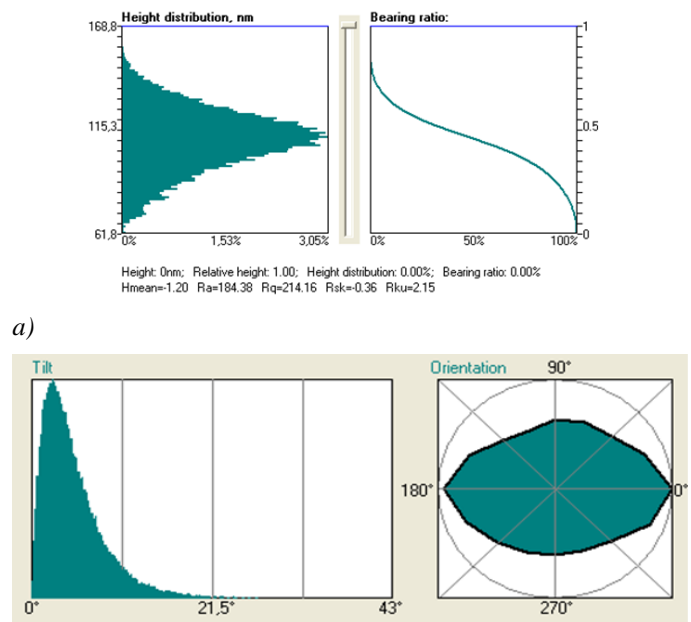 Height distribution, nm Bearing ratio:
168,8 1
115,3 0.5
61,8 0
0% 1,53% 3,05% 0% 50% 100%
Height: 0nm; Relative height: 1.00; Height distribution: 0.00%; Bearing ratio: 0.00%
Hmean=-1.20 Ra=184.38 Rq=214.16 Rsk=-0.36 Rku=2.15
a)
Tilt Orientation 90°
180° 0°
0° 21,5° 43° 270°